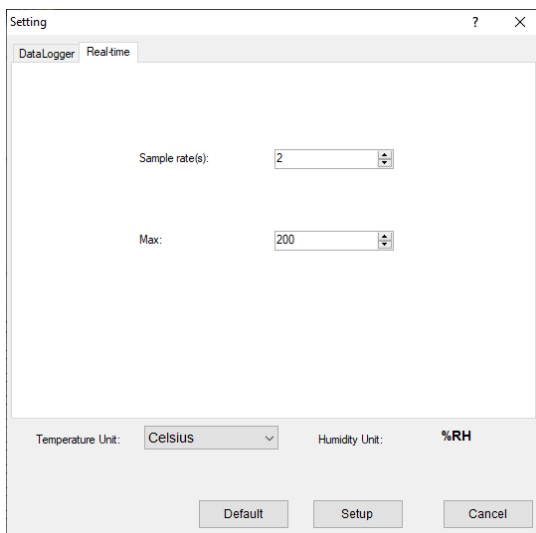 Setting
DataLogger Real-time
Sample rate(s): 2
Max: 200
Temperature Unit: Celsius Humidity Unit: %RH
Default Setup Cancel